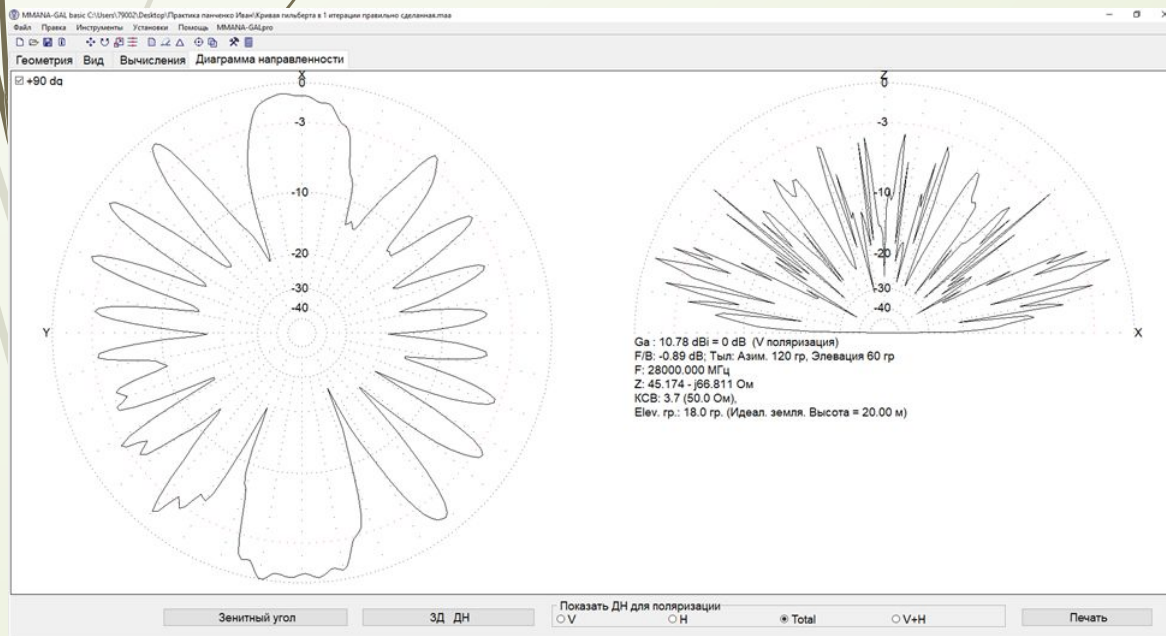 MMANA-GAL basic C:\Users\79002\Desktop\Практика панченко Иван\Кривая гильберта в 1 итерации правильно сделанная.maa
Файл Правка Инструменты Установки Помощь MMANA-GALpro
Геометрия Вид Вычисления Диаграмма направленности
+90 dq
X
0
-3
-10
-20
-30
-40
Y
Z
0
-3
-10
-20
-30
-40
X
Ga : 10.78 dBi = 0 dB (V поляризация)
F/B: -0.89 dB; Тыл: Азим. 120 гр, Элевация 60 гр
F: 28000.000 МГц
Z: 45.174 - j66.811 Ом
КСВ: 3.7 (50.0 Ом),
Elev. гр.: 18.0 гр. (Идеал. земля. Высота = 20.00 м)
Зенитный угол
3Д ДН
Показать ДН для поляризации
V H Total V+H
Печать